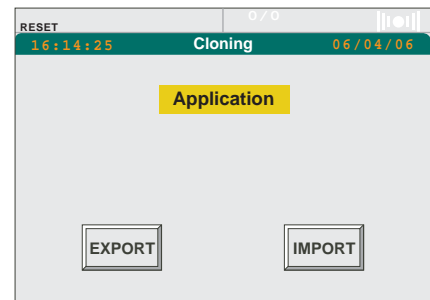 0/0
RESET
16:14:25 Cloning 06/04/06
Application
EXPORT IMPORT